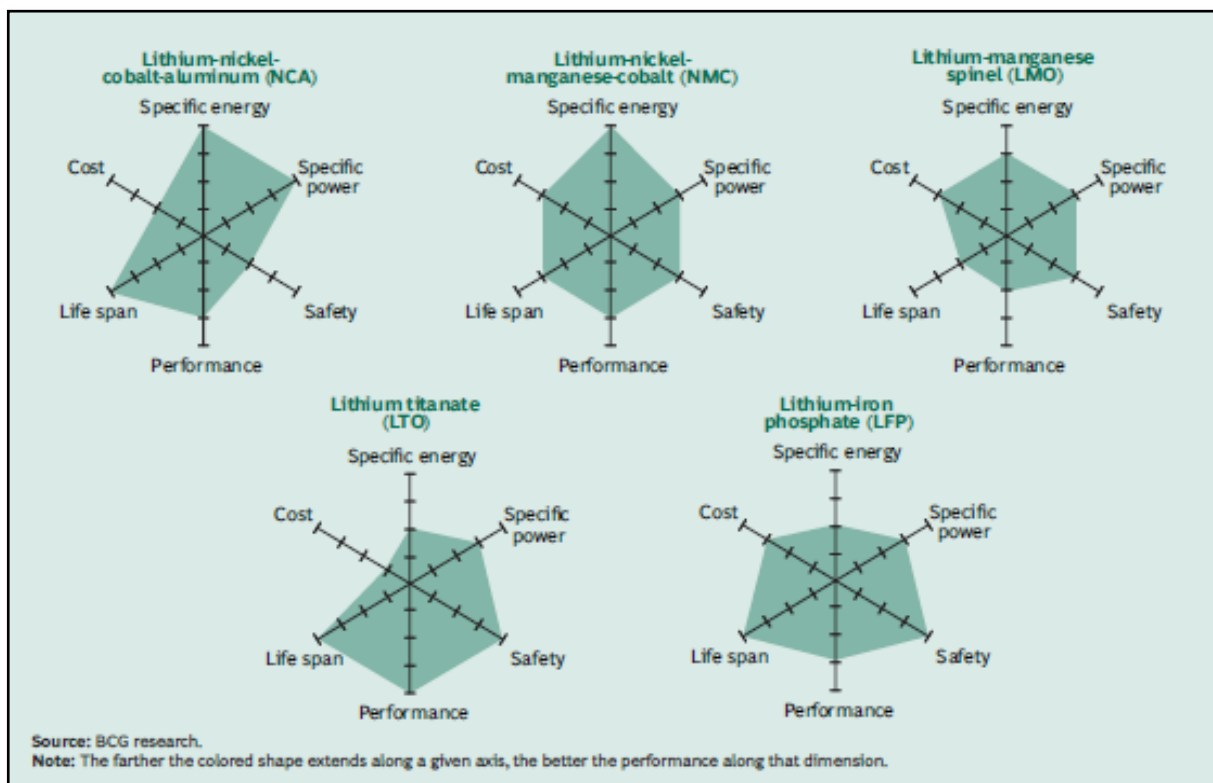 Lithium-nickel-
cobalt-aluminum (NCA)
Specific energy
Cost
Specific
power
Life span
Safety
Performance
Lithium-nickel-
manganese-cobalt (NMC)
Specific energy
Cost
Specific
power
Life span
Safety
Performance
Lithium-manganese
spinel (LMO)
Specific energy
Cost
Specific
power
Life span
Safety
Performance
Lithium titanate
(LTO)
Specific energy
Cost
Specific
power
Life span
Safety
Performance
Lithium-iron
phosphate (LFP)
Specific energy
Cost
Specific
power
Life span
Safety
Performance
Source: BCG research.
Note: The farther the colored shape extends along a given axis, the better the performance along that dimension.